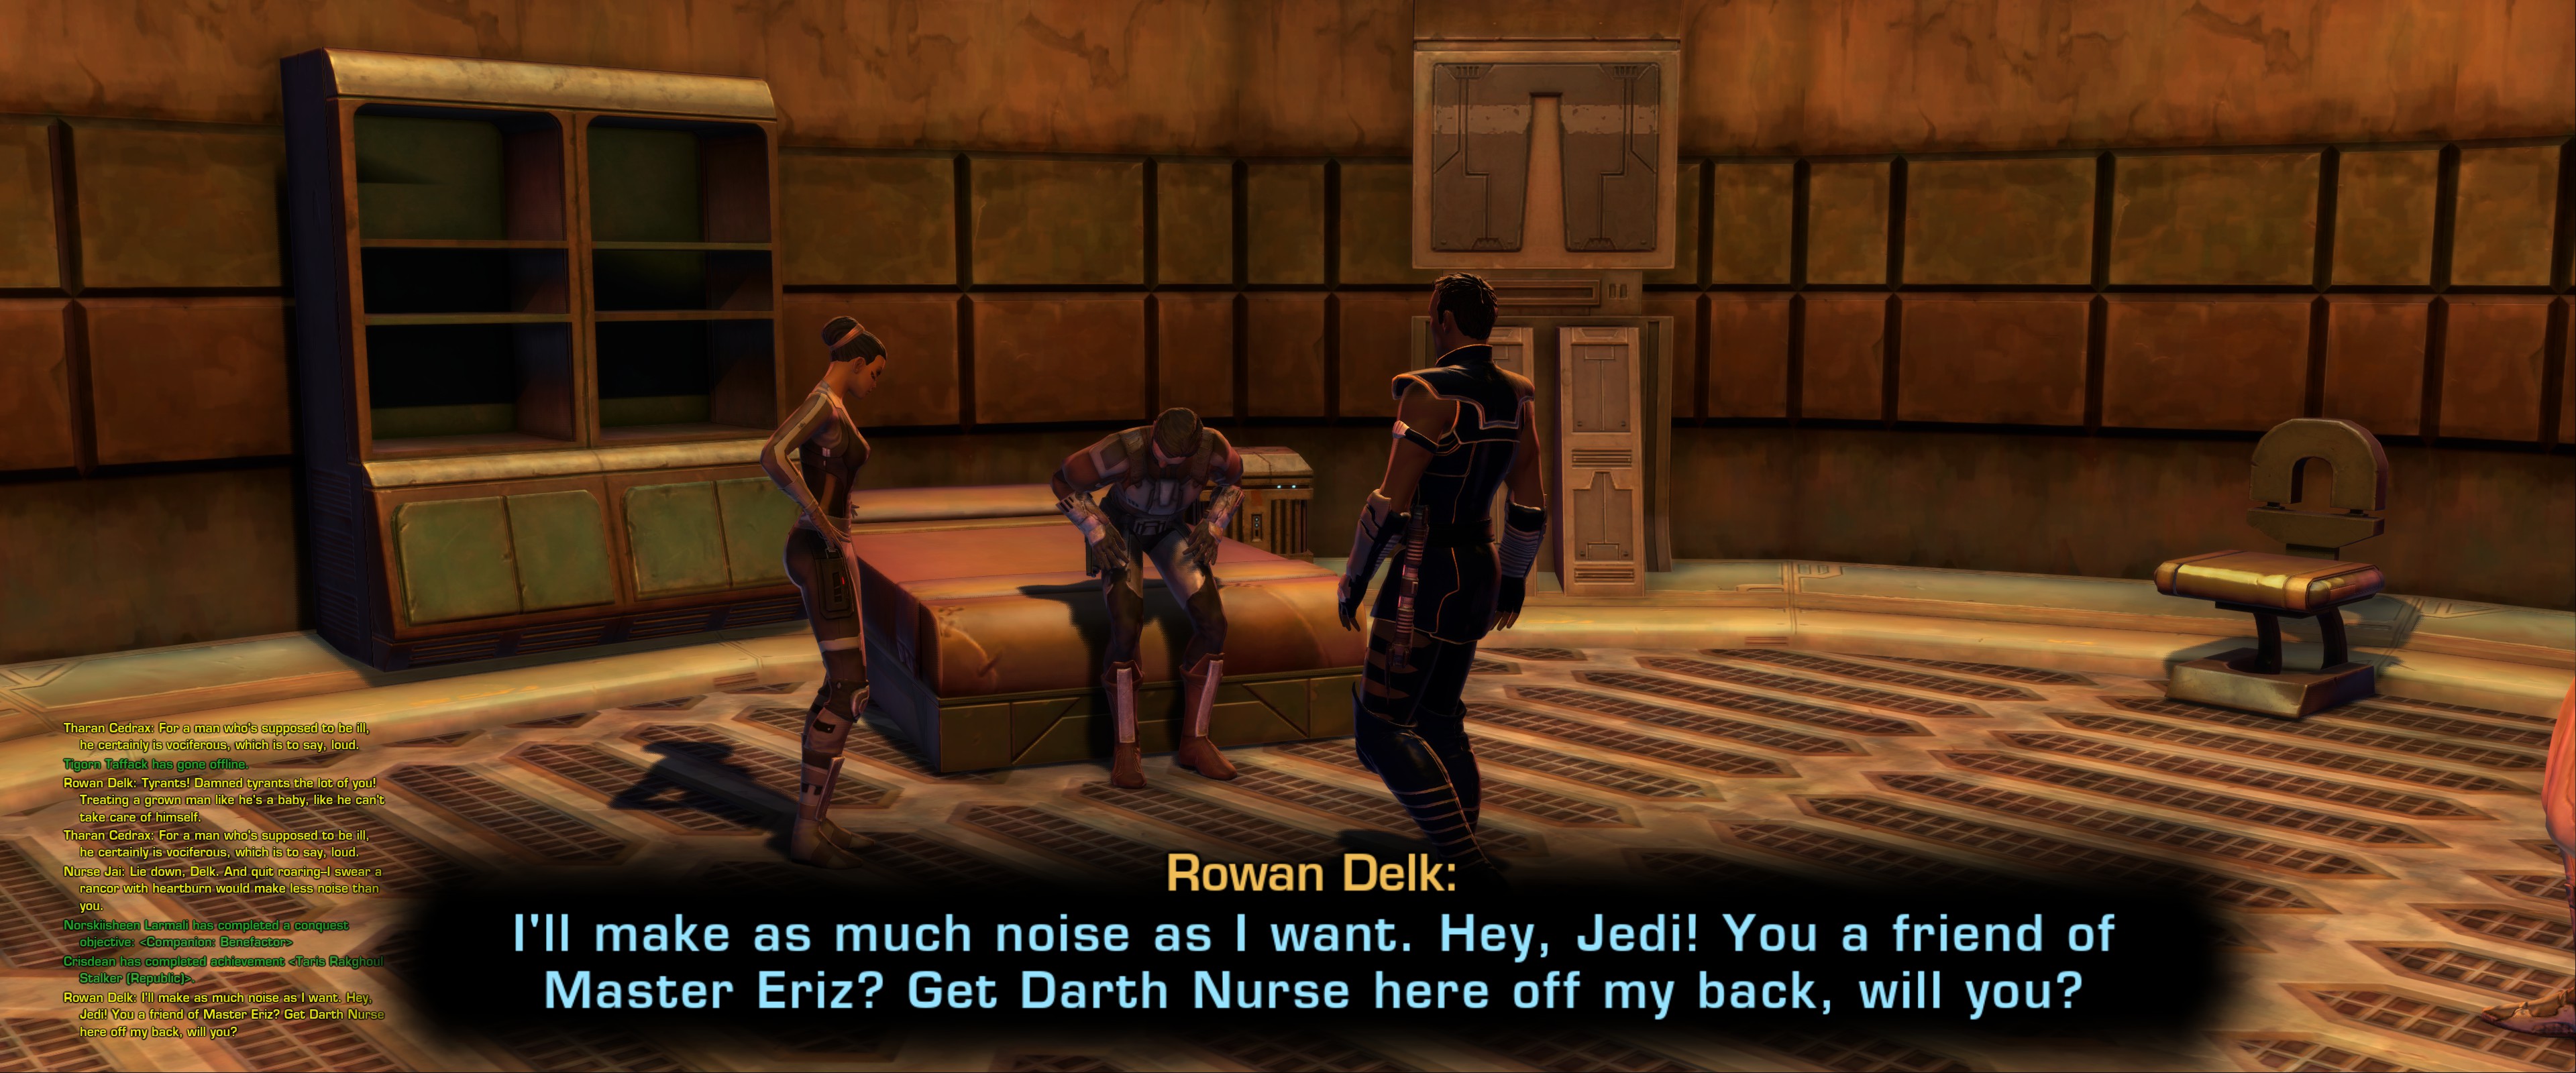 Tharan Cedrax: For a man who's supposed to be ill,
he certainly is vociferous, which is to say, loud.
Tigorn Taffack has gone offline.
Rowan Delk: Tyrants! Damned tyrants the lot of you!
Treating a grown man like he's a baby, like he can't
take care of himself.
Tharan Cedrax: For a man who's supposed to be ill,
he certainly is vociferous, which is to say, loud.
Nurse Jai: Lie down, Delk. And quit roaring–I swear a
rancor with heartburn would make less noise than
you.
Norskiisheen Larmali has completed a conquest
objective: <Companion: Benefactor>
Crisdean has completed achievement <Taris Rakghoul
Stalker (Republic)>.
Rowan Delk: I'll make as much noise as I want. Hey,
Jedi! You a friend of Master Eriz? Get Darth Nurse
here off my back, will you?
Rowan Delk:
I'll make as much noise as I want. Hey, Jedi! You a friend of
Master Eriz? Get Darth Nurse here off my back, will you?